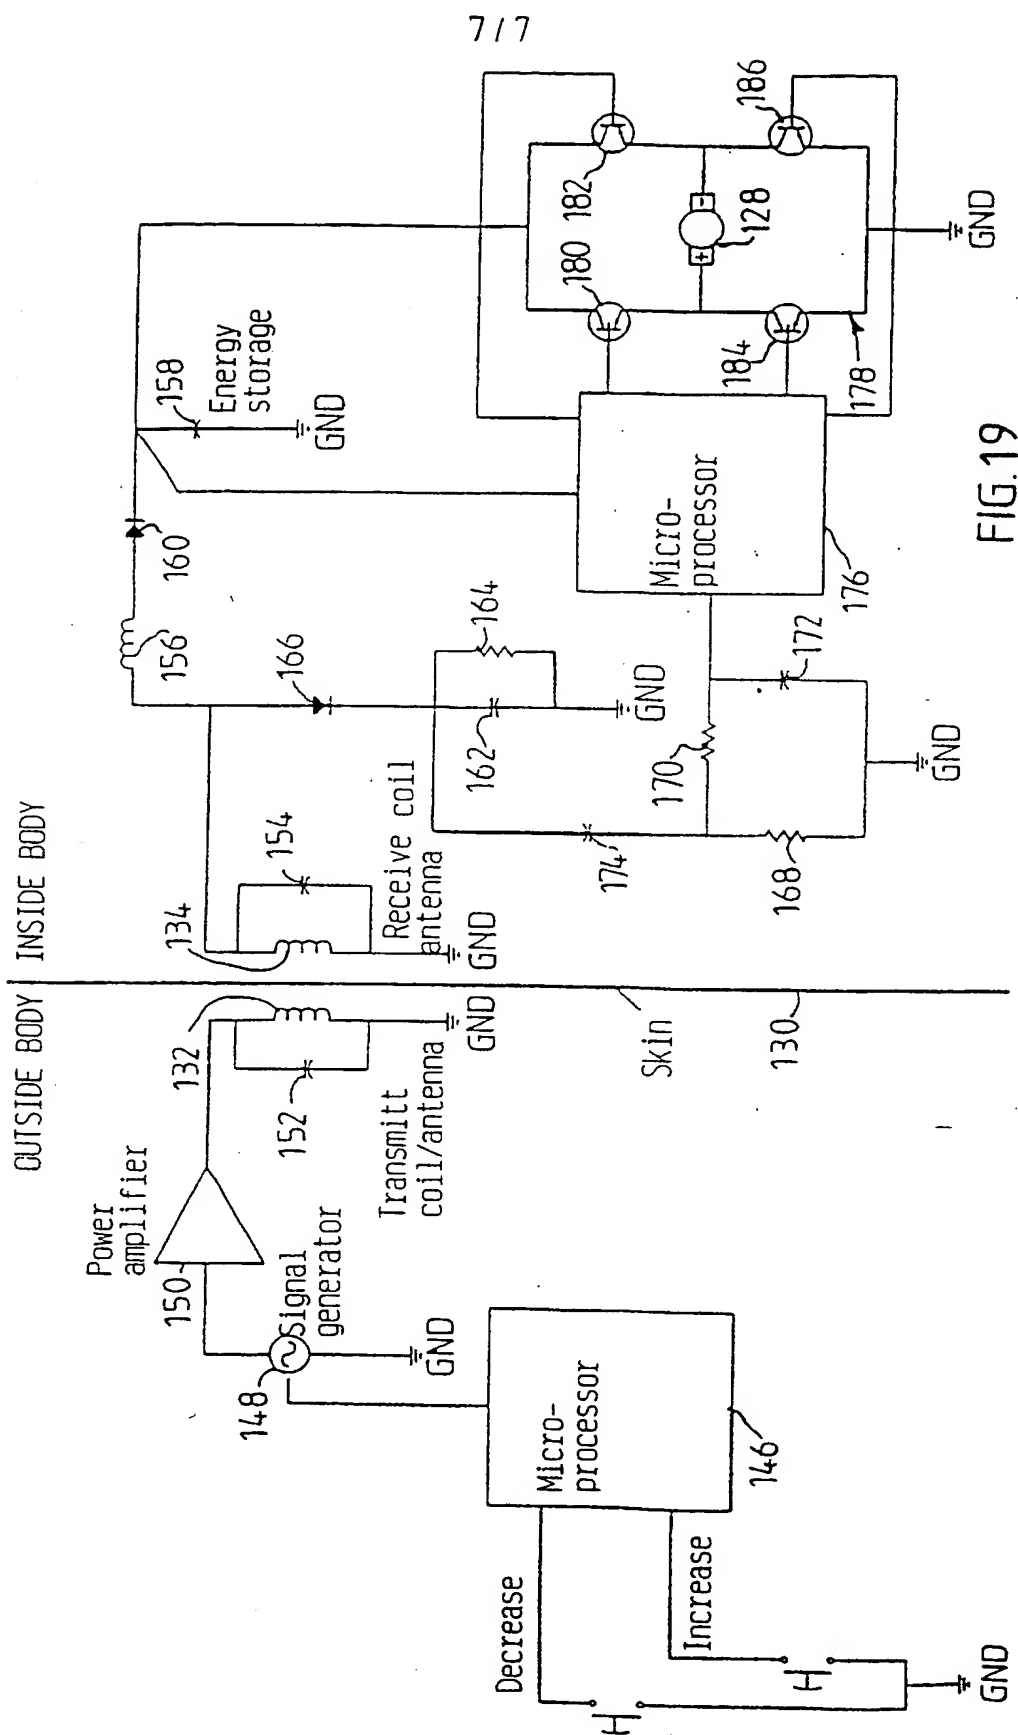 7/7
OUTSIDE BODY
INSIDE BODY
Power
amplifier
150
Signal
generator
148
GND
132
152
Transmitt
coil/antenna
GND
134
154
Receive coil
antenna
GND
Skin
130
Micro-
processor
146
Decrease
Increase
GND
156
160
158
Energy
storage
GND
166
164
162
GND
174
170
172
168
GND
Micro-
processor
176
180
182
128
+
-
184
186
178
GND
FIG.19